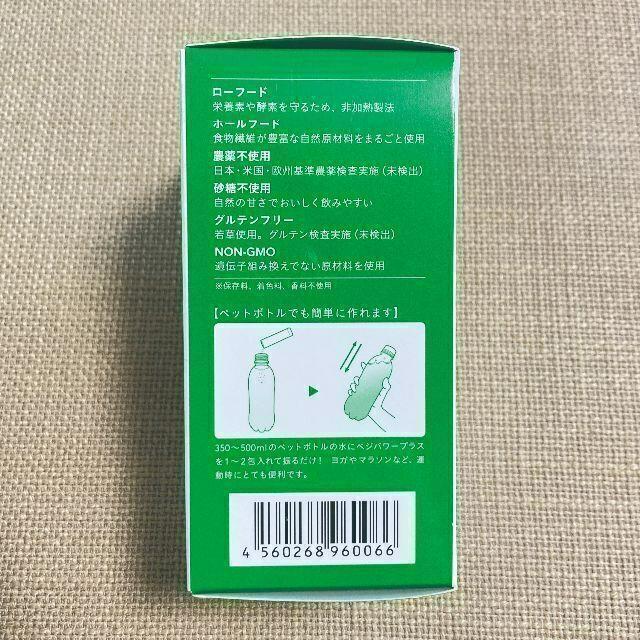 ローフード
栄養素や酵素を守るため、非加熱製法
ホールフード
食物繊維が豊富な自然原材料をまるごと使用
農薬不使用
日本・米国・欧州基準農薬検査実施（未検出）
砂糖不使用
自然の甘さでおいしく飲みやすい
グルテンフリー
若草使用。グルテン検査実施（未検出）
NON-GMO
遺伝子組み換えでない原材料を使用
※保存料、着色料、香料不使用
【ペットボトルでも簡単に作れます】
350〜500mlのペットボトルの水にベジパワープラス
を1〜2包入れて振るだけ！ ヨガやマラソンなど、運
動時にとても便利です。
4 560268 960066